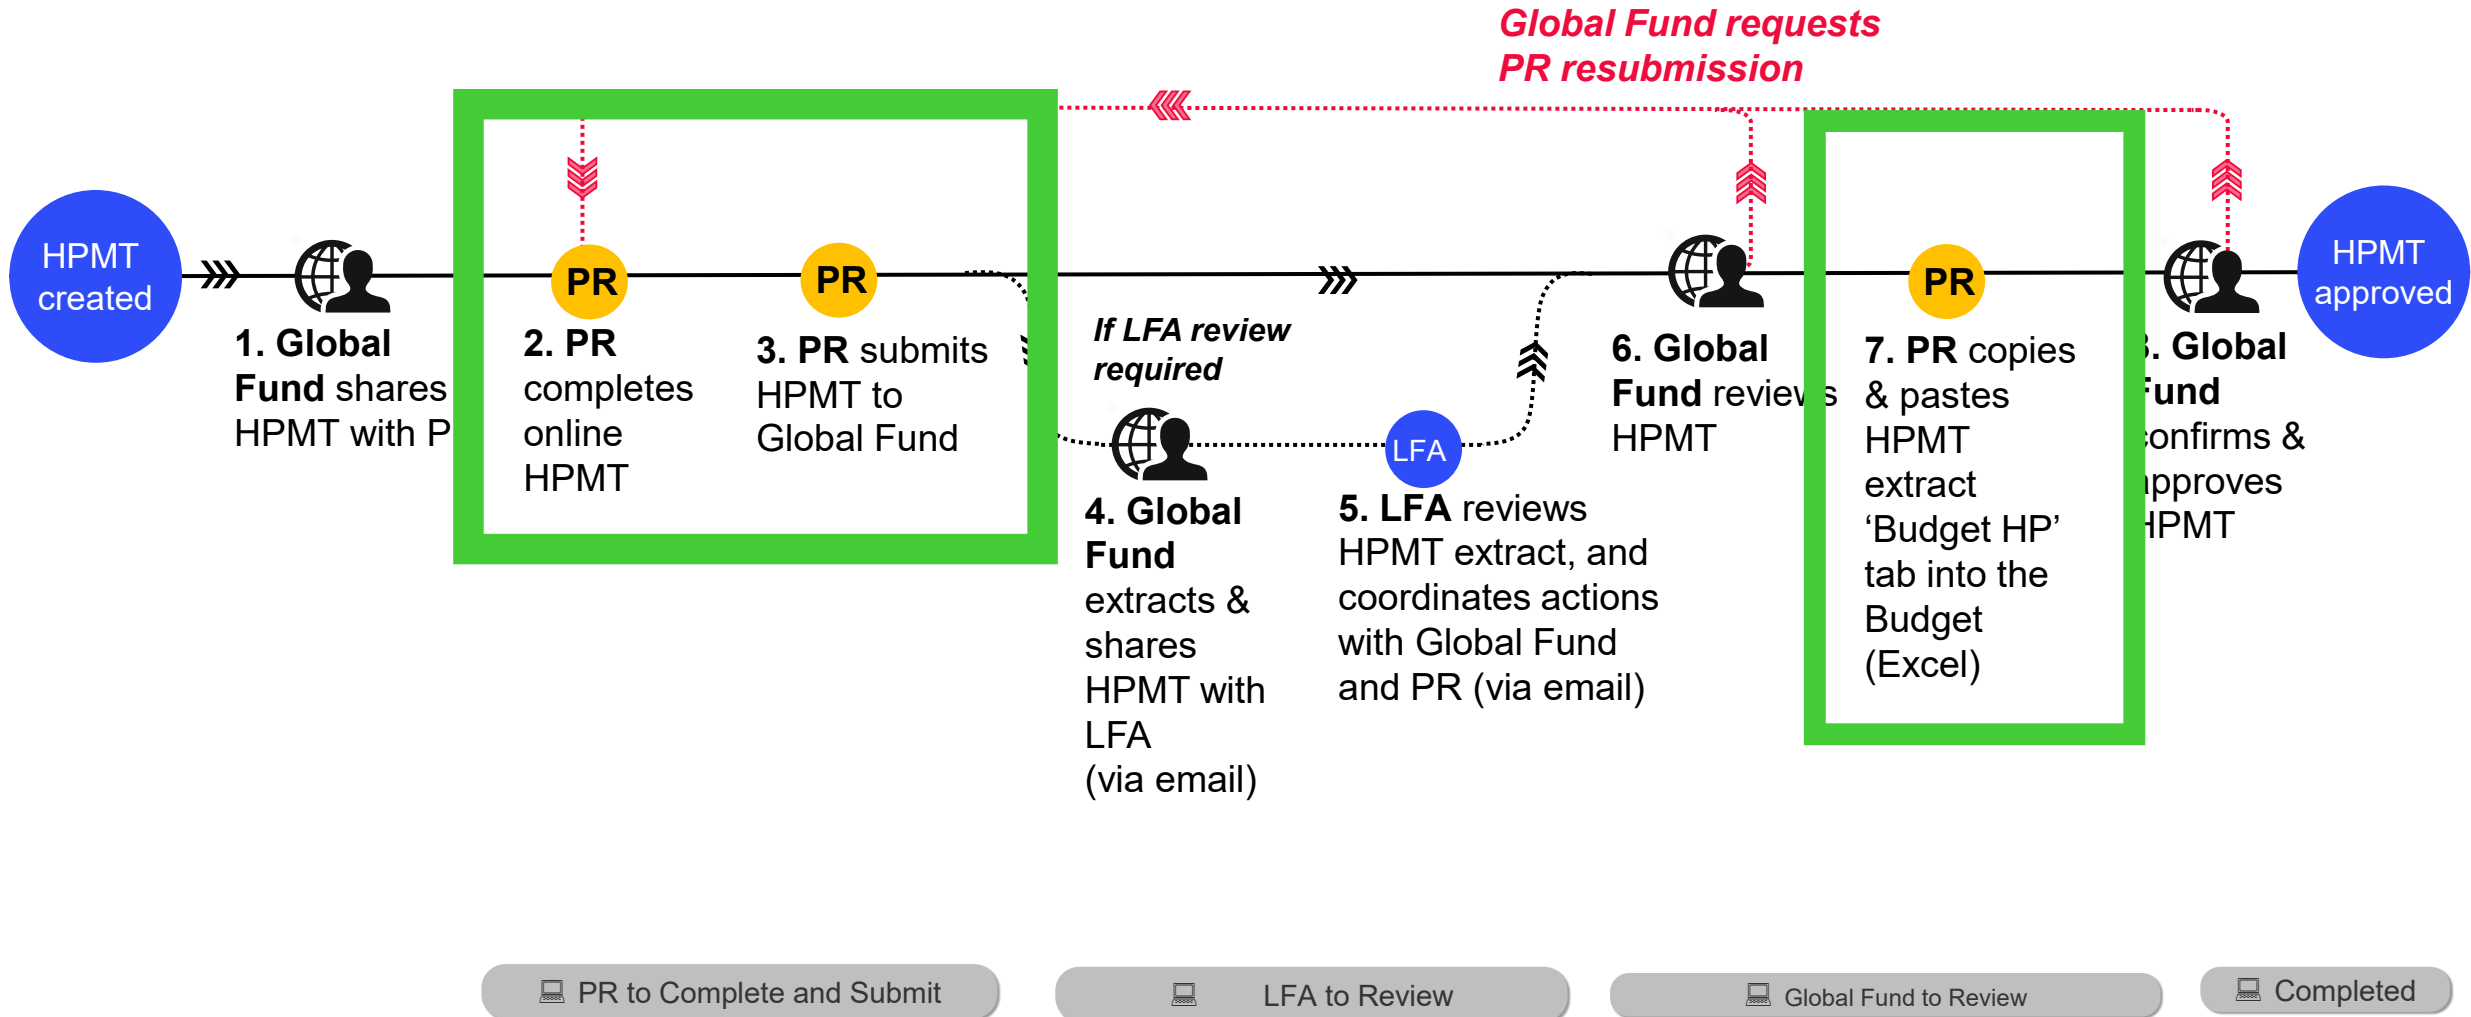 Global Fund requests
PR resubmission
HPMT
created
1. Global
Fund shares
HPMT with P
PR
2. PR
completes
online
HPMT
PR
3. PR submits
HPMT to
Global Fund
If LFA review
required
4. Global
Fund
extracts &
shares
HPMT with
LFA
(via email)
LFA
5. LFA reviews
HPMT extract, and
coordinates actions
with Global Fund
and PR (via email)
6. Global
Fund reviews
HPMT
PR
7. PR copies
& pastes
HPMT
extract
‘Budget HP’
tab into the
Budget
(Excel)
8. Global
Fund
confirms &
approves
HPMT
HPMT
approved
PR to Complete and Submit
LFA to Review
Global Fund to Review
Completed